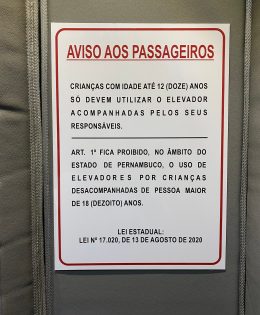 AVISO AOS PASSAGEIROS
CRIANÇAS COM IDADE ATÉ 12 (DOZE) ANOS
SÓ DEVEM UTILIZAR O ELEVADOR
ACOMPANHADAS PELOS SEUS
RESPONSÁVEIS.
ART. 1º FICA PROIBIDO, NO ÂMBITO DO
ESTADO DE PERNAMBUCO, O USO DE
ELEVADORES POR CRIANÇAS
DESACOMPANHADAS DE PESSOA MAIOR
DE 18 (DEZOITO) ANOS.
LEI ESTADUAL:
LEI Nº 17.020, DE 13 DE AGOSTO DE 2020